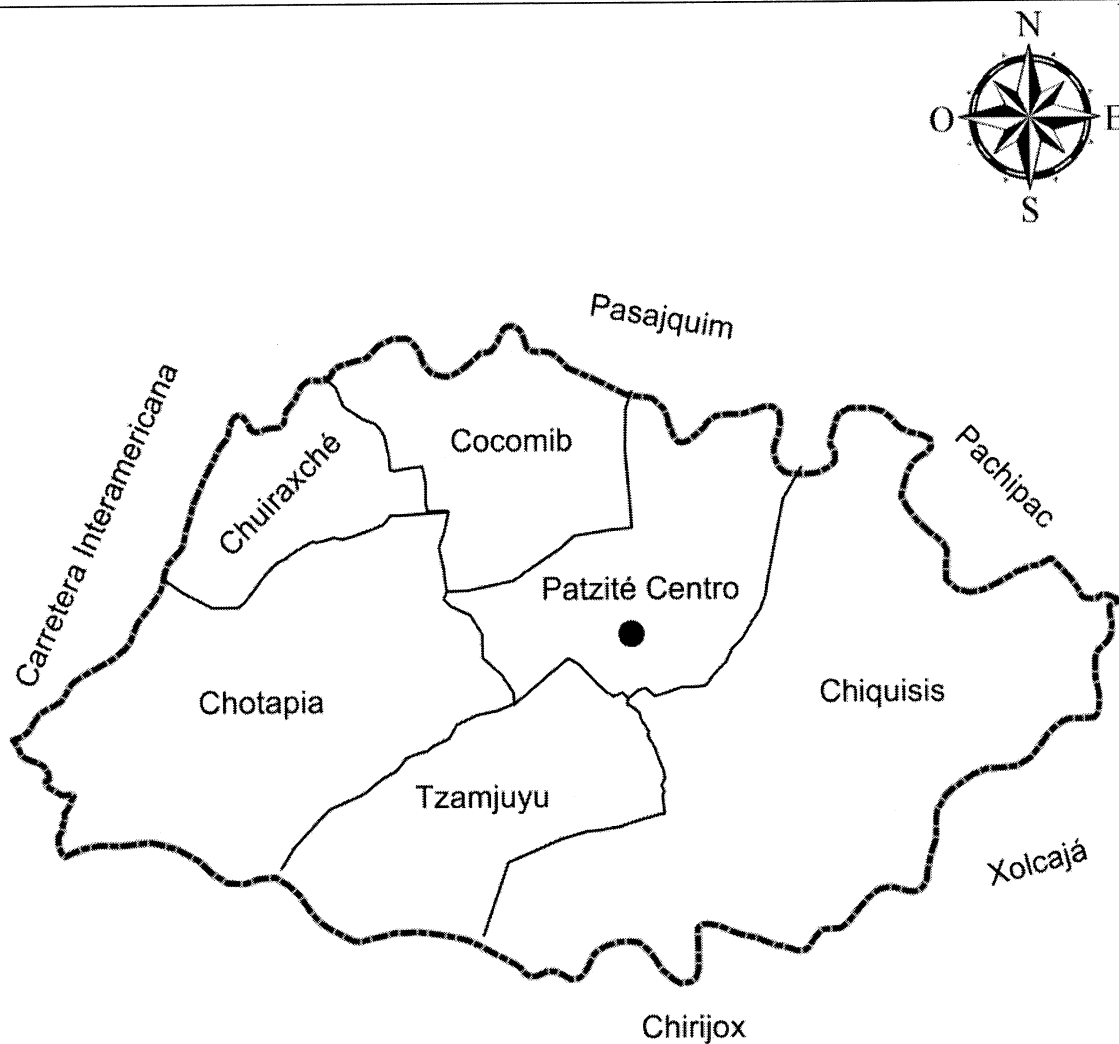 N
O
E
S
Pasajquim
Carretera Interamericana
Cocomib
Pachipac
Chuiraxché
Patzité Centro
Chiquisis
Chotapia
Tzamjuyu
Xolcajá
Chirijox